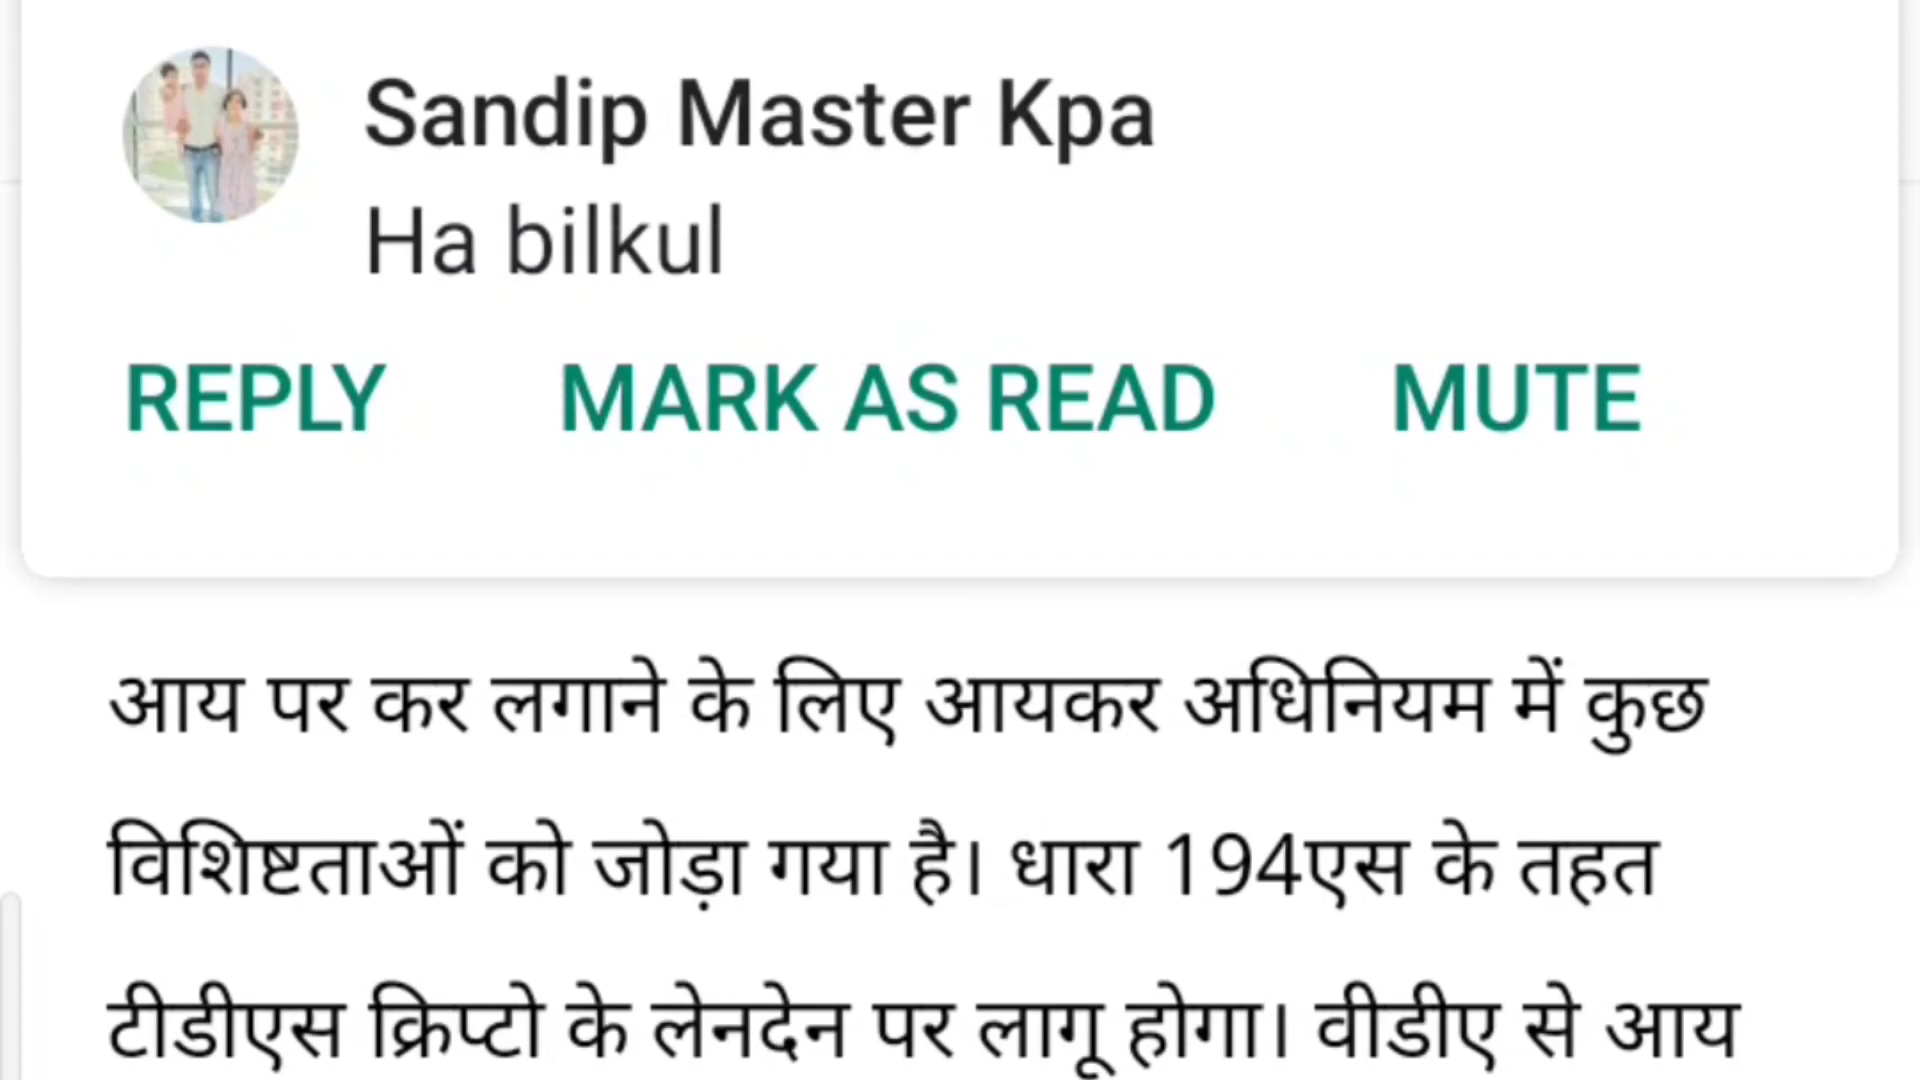 Sandip Master Kpa
Ha bilkul
REPLY MARK AS READ MUTE
आय पर कर लगाने के लिए आयकर अधिनियम में कुछ
विशिष्टताओं को जोड़ा गया है। धारा 194एस के तहत
टीडीएस क्रिप्टो के लेनदेन पर लागू होगा। वीडीए से आय